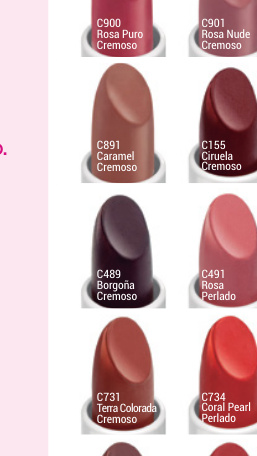 C900
Rosa Puro
Cremoso
C901
Rosa Nude
Cremoso
C891
Caramel
Cremoso
C155
Ciruela
Cremoso
C489
Borgoña
Cremoso
C491
Rosa
Perlado
C731
Terra Colorada
Cremoso
C734
Coral Pearl
Perlado